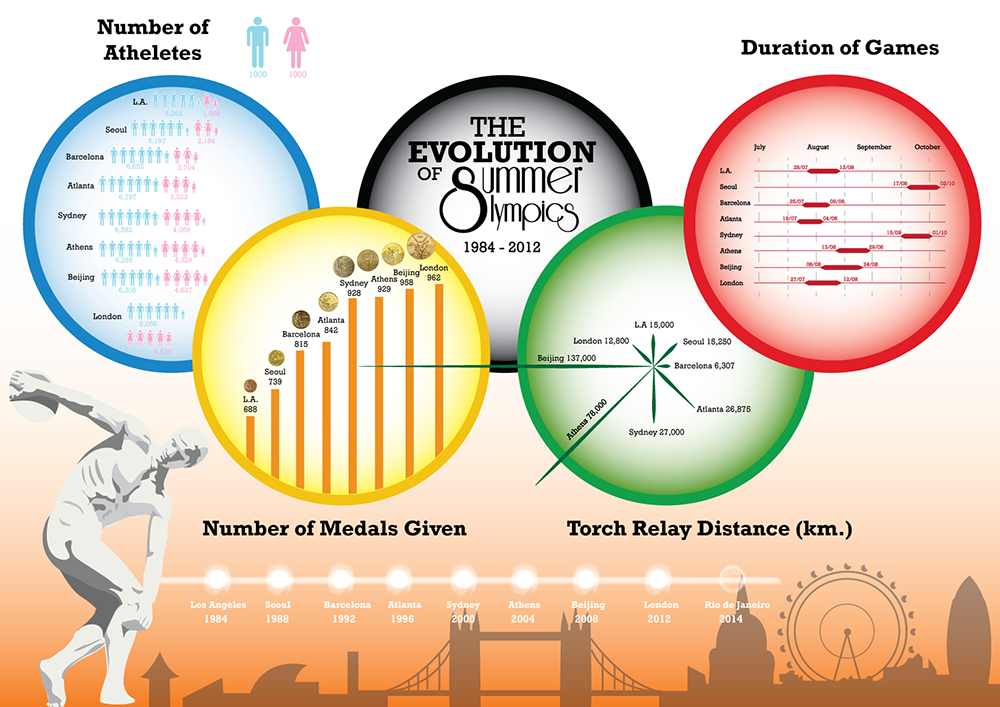 Number of
Atheletes
1000
1000
THE
EVOLUTION
OF Summer
Olympics
1984 - 2012
Duration of Games
L.A.
5,263
Seoul
6,197
2,194
Barcelona
6,652
2,704
Atlanta
6,797
3,523
Sydney
6,582
4,069
Athens
6,296
4,329
Beijing
6,305
4,637
London
6,068
4,835
July
August
September
October
L.A.
28/07
12/08
Seoul
17/09
02/10
Barcelona
25/07
09/08
Atlanta
19/07
04/08
Sydney
15/09
01/10
Athens
13/08
29/08
Beijing
08/08
24/08
London
27/07
12/08
L.A.
688
Seoul
739
Barcelona
815
Atlanta
842
Sydney
928
Athens
929
Beijing
958
London
962
L.A 15,000
Seoul 15,250
Barcelona 6,307
Atlanta 26,875
Sydney 27,000
Athens 78,000
Beijing 137,000
London 12,800
Number of Medals Given
Torch Relay Distance (km.)
Los Angeles
1984
Seoul
1988
Barcelona
1992
Atlanta
1996
Sydney
2000
Athens
2004
Beijing
2008
London
2012
Rio de Janeiro
2014